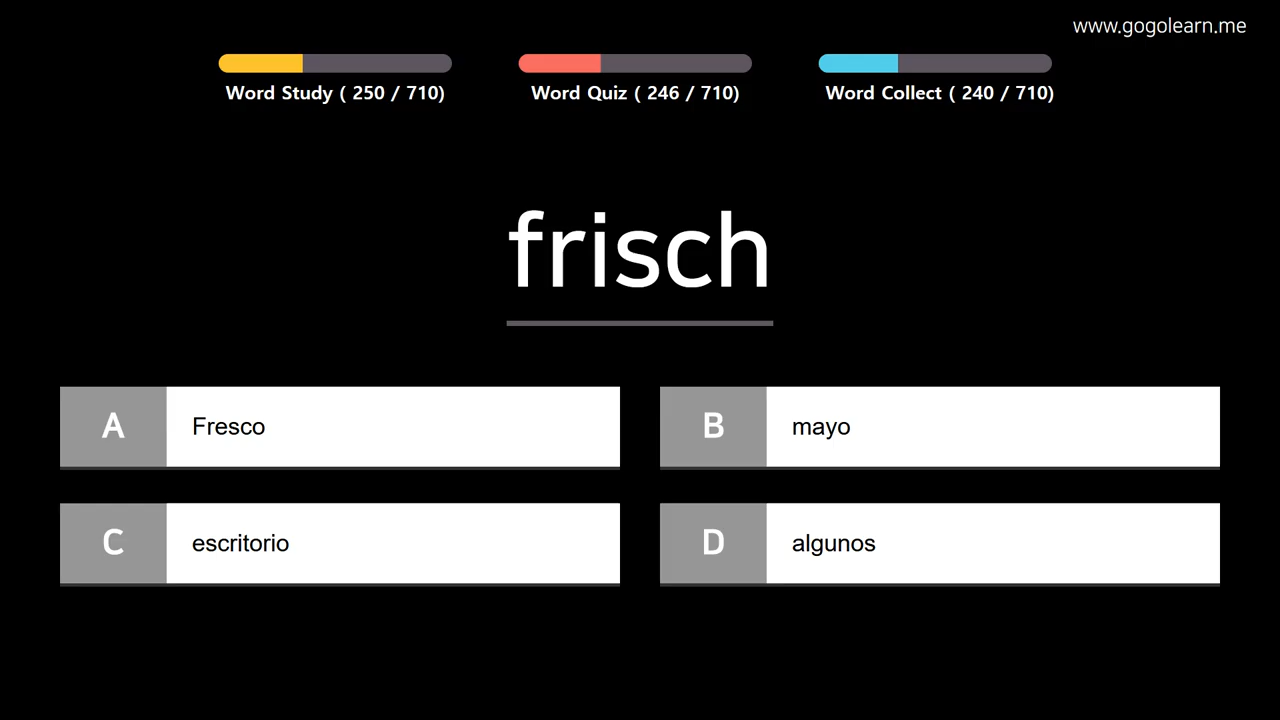 www.gogolearn.me
Word Study ( 250 / 710)
Word Quiz ( 246 / 710)
Word Collect ( 240 / 710)
frisch
A Fresco
B mayo
C escritorio
D algunos